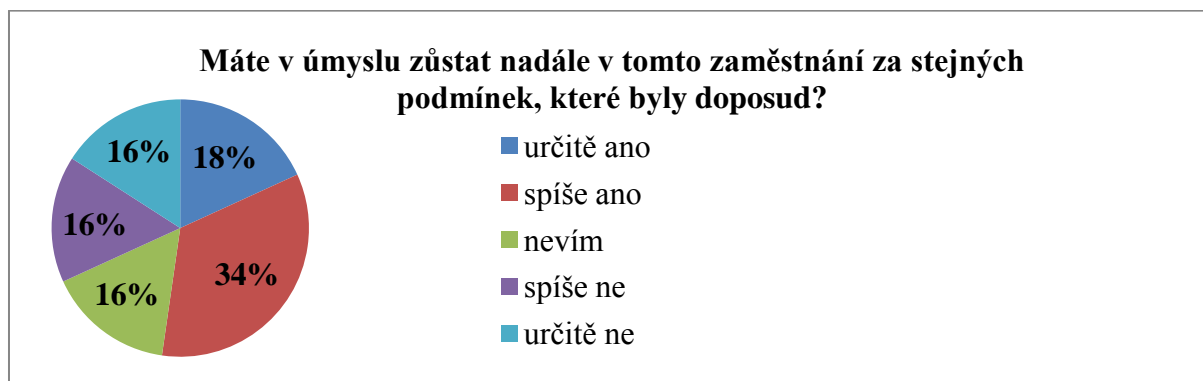 Máte v úmyslu zůstat nadále v tomto zaměstnání za stejných
podmínek, které byly doposud?
16%
18%
16%
34%
16%
určitě ano
spíše ano
nevím
spíše ne
určitě ne